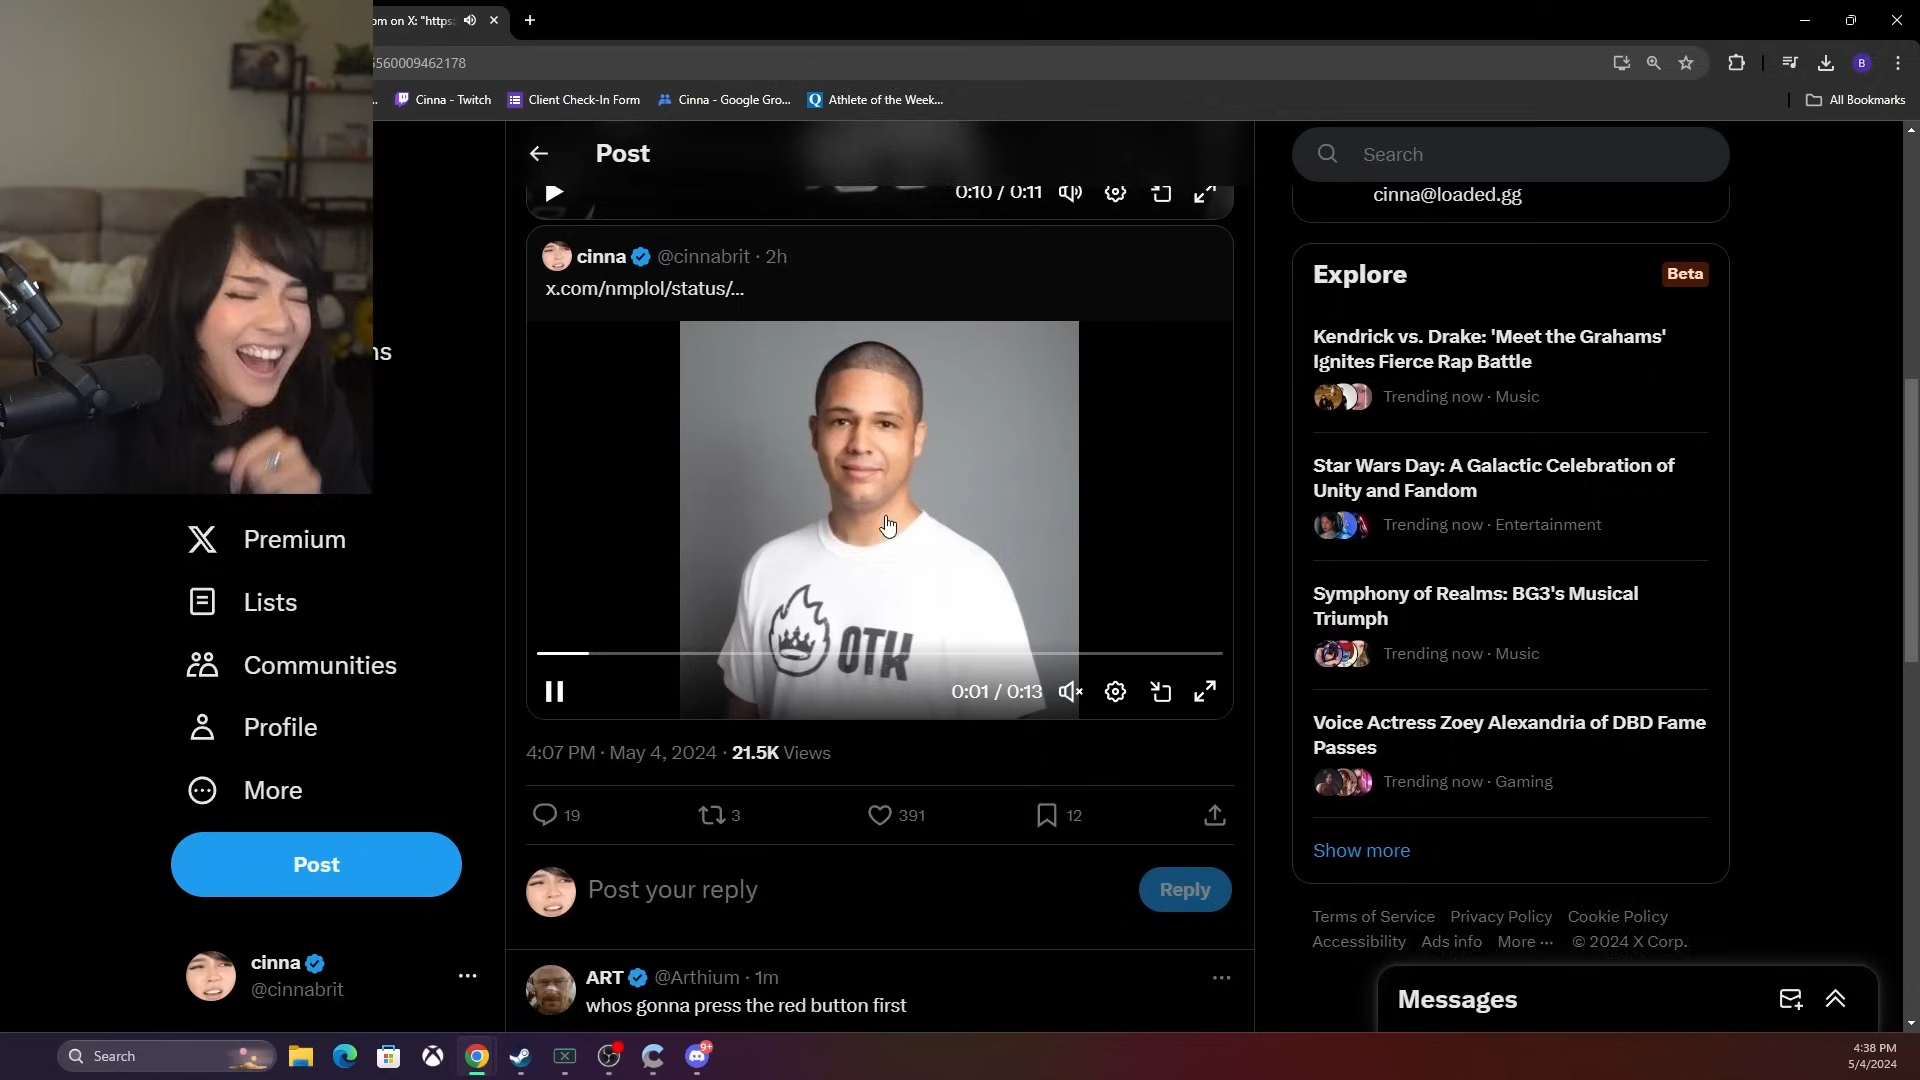 om on X: "https:
5560009462178
B
Cinna - Twitch
Client Check-In Form
Cinna - Google Gro...
Athlete of the Week...
All Bookmarks
Post
0:10 / 0:11
cinna @cinnabrit · 2h
x.com/nmplol/status/...
OTK
0:01 / 0:13
4:07 PM · May 4, 2024 · 21.5K Views
19
3
391
12
Post your reply
Reply
ART @Arthium · 1m
whos gonna press the red button first
ns
Premium
Lists
Communities
Profile
More
Post
cinna
@cinnabrit
Search
cinna@loaded.gg
Explore
Beta
Kendrick vs. Drake: 'Meet the Grahams'
Ignites Fierce Rap Battle
Trending now · Music
Star Wars Day: A Galactic Celebration of
Unity and Fandom
Trending now · Entertainment
Symphony of Realms: BG3's Musical
Triumph
Trending now · Music
Voice Actress Zoey Alexandria of DBD Fame
Passes
Trending now · Gaming
Show more
Terms of Service Privacy Policy Cookie Policy
Accessibility Ads info More ··· © 2024 X Corp.
Messages
Search
9+
4:38 PM
5/4/2024